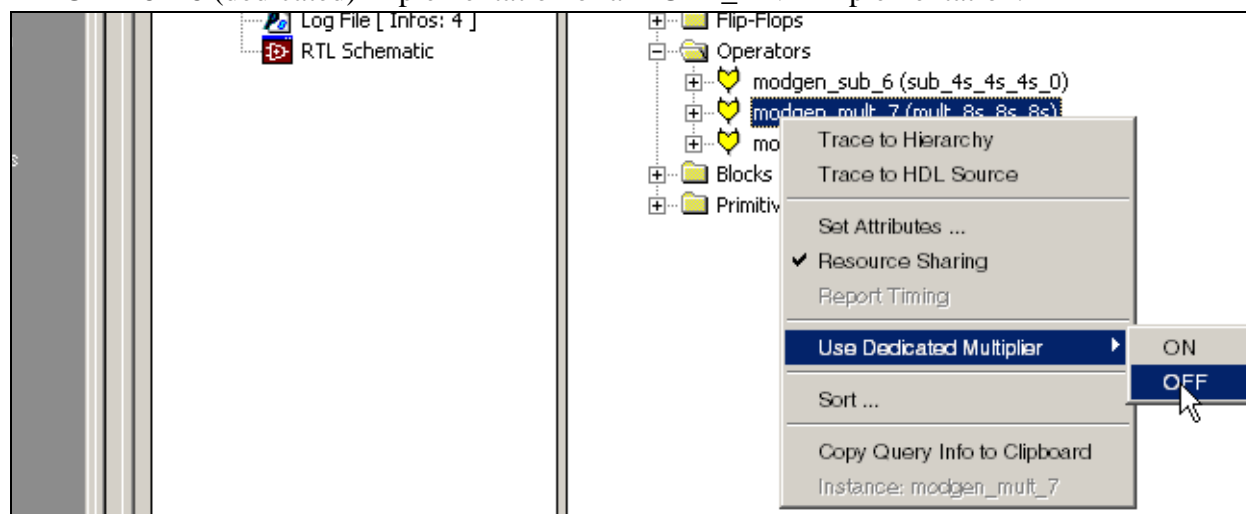 Log File [ Infos: 4 ]
RTL Schematic
Flip-Flops
Operators
modgen_sub_6 (sub_4s_4s_4s_0)
modgen_mult_7 (mult_8s_8s_8s)
mo
Blocks
Primitiv
s
Trace to Hierarchy
Trace to HDL Source
Set Attributes ...
Resource Sharing
Report Timing
Use Dedicated Multiplier
ON
OFF
Sort ...
Copy Query Info to Clipboard
Instance: modgen_mult_7